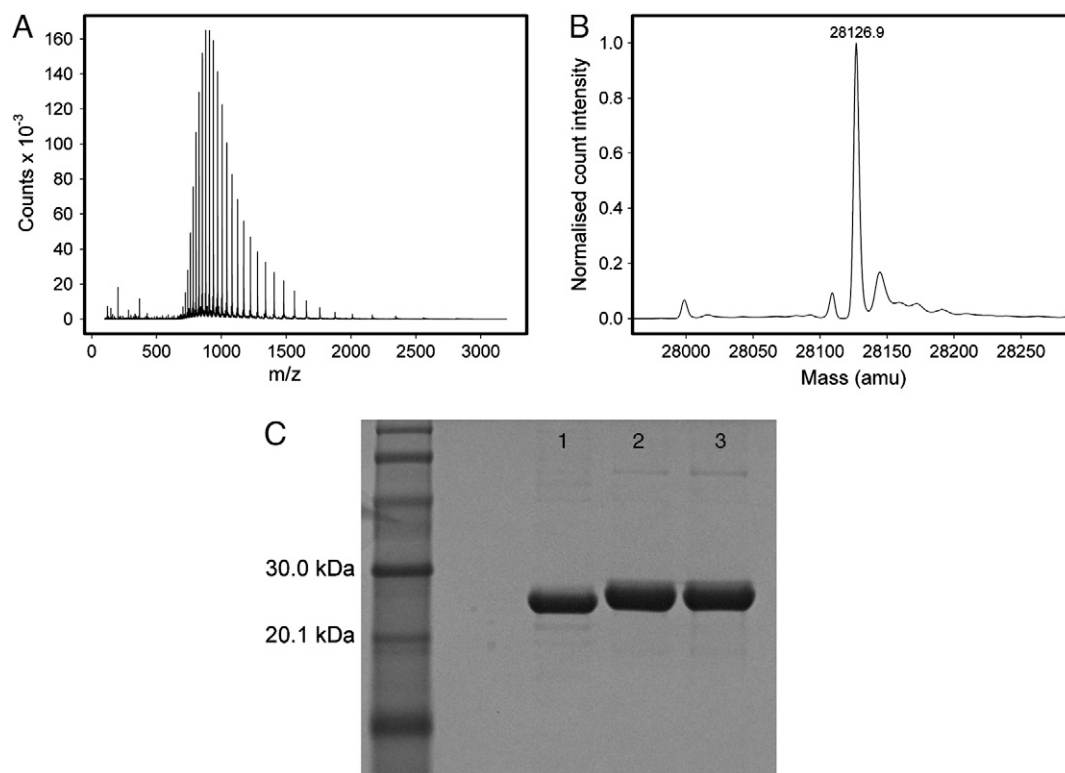 A
Counts x 10-3
160
140
120
100
80
60
40
20
0
0 500 1000 1500 2000 2500 3000
m/z
B
28126.9
Normalised count intensity
1.0
0.8
0.6
0.4
0.2
0.0
28000 28050 28100 28150 28200 28250
Mass (amu)
C
1 2 3
30.0 kDa
20.1 kDa